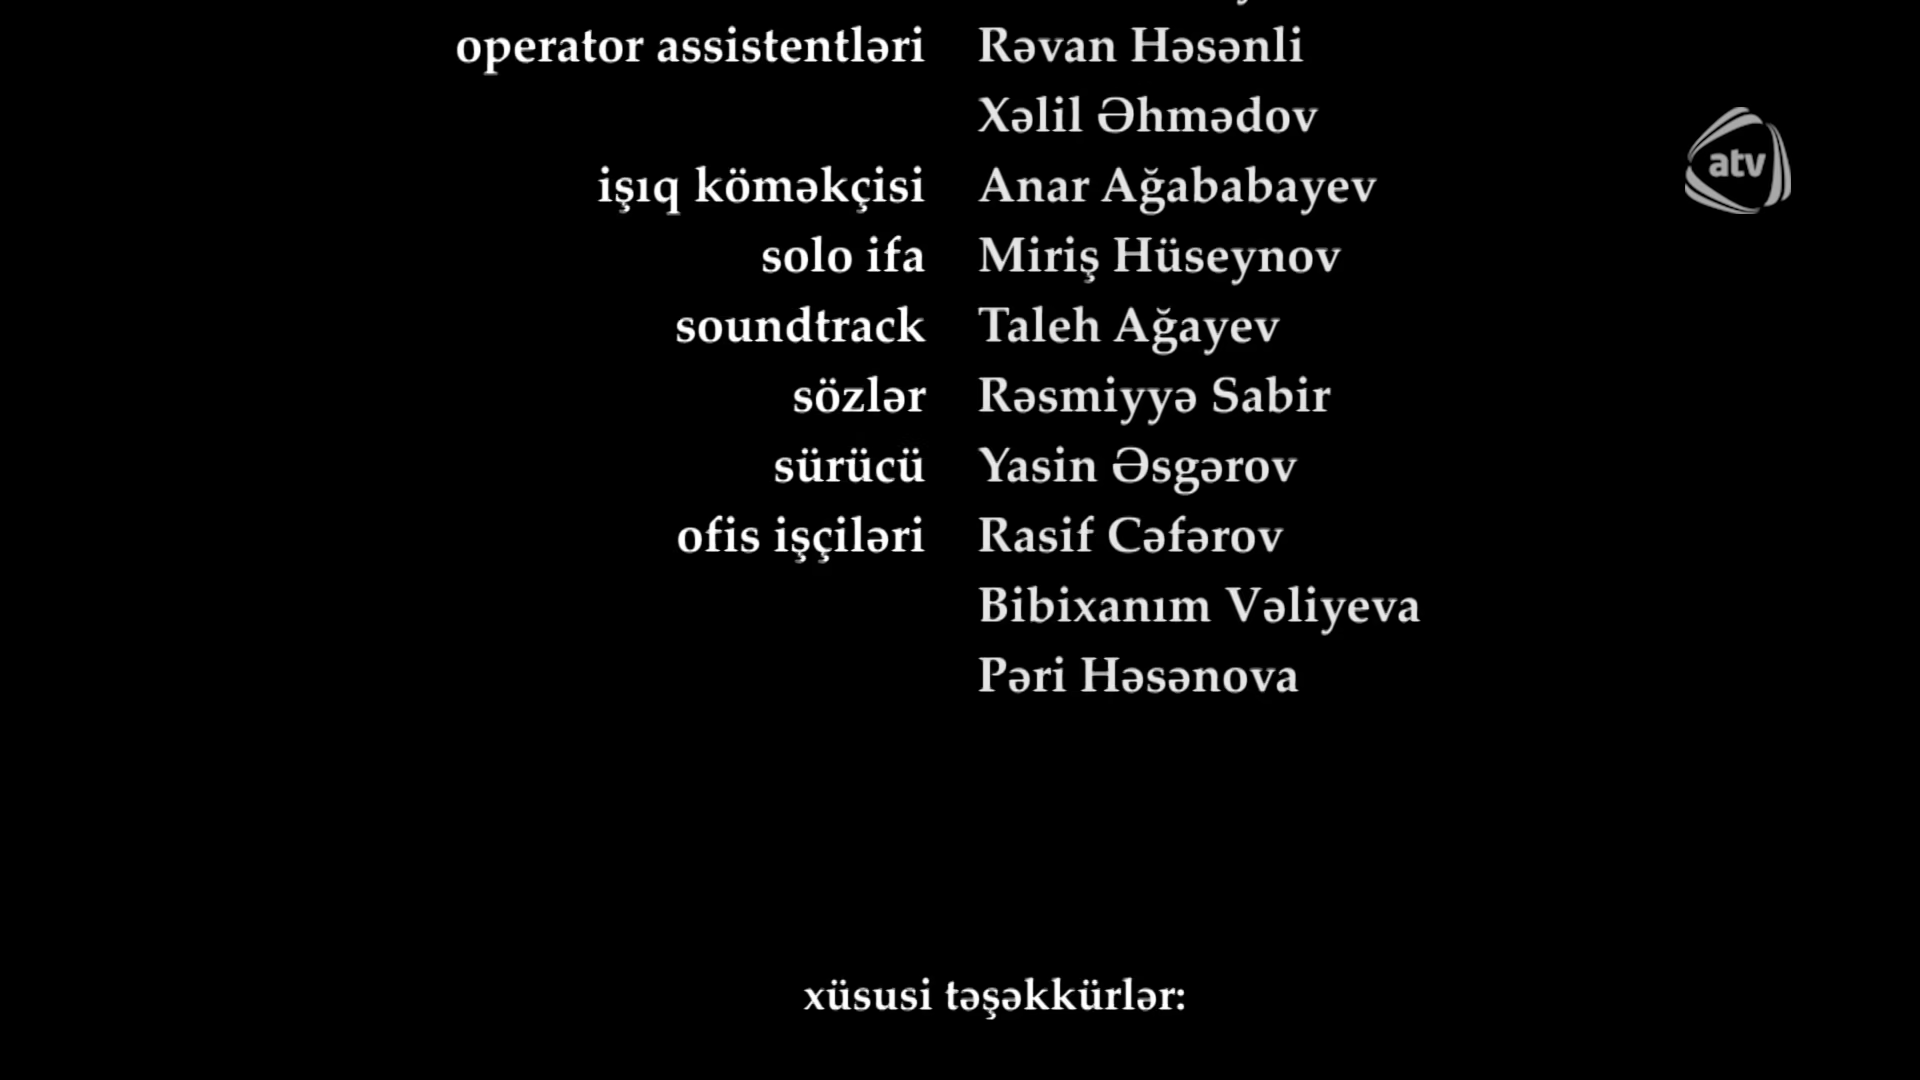 operator assistentləri Rəvan Həsənli
Xəlil Əhmədov
atv
işıq köməkçisi Anar Ağababayev
solo ifa Miriş Hüseynov
soundtrack Taleh Ağayev
sözlər Rəsmiyyə Sabir
sürücü Yasin Əsgərov
ofis işçiləri Rasif Cəfərov
Bibixanım Vəliyeva
Pəri Həsənova
xüsusi təşəkkürlər: